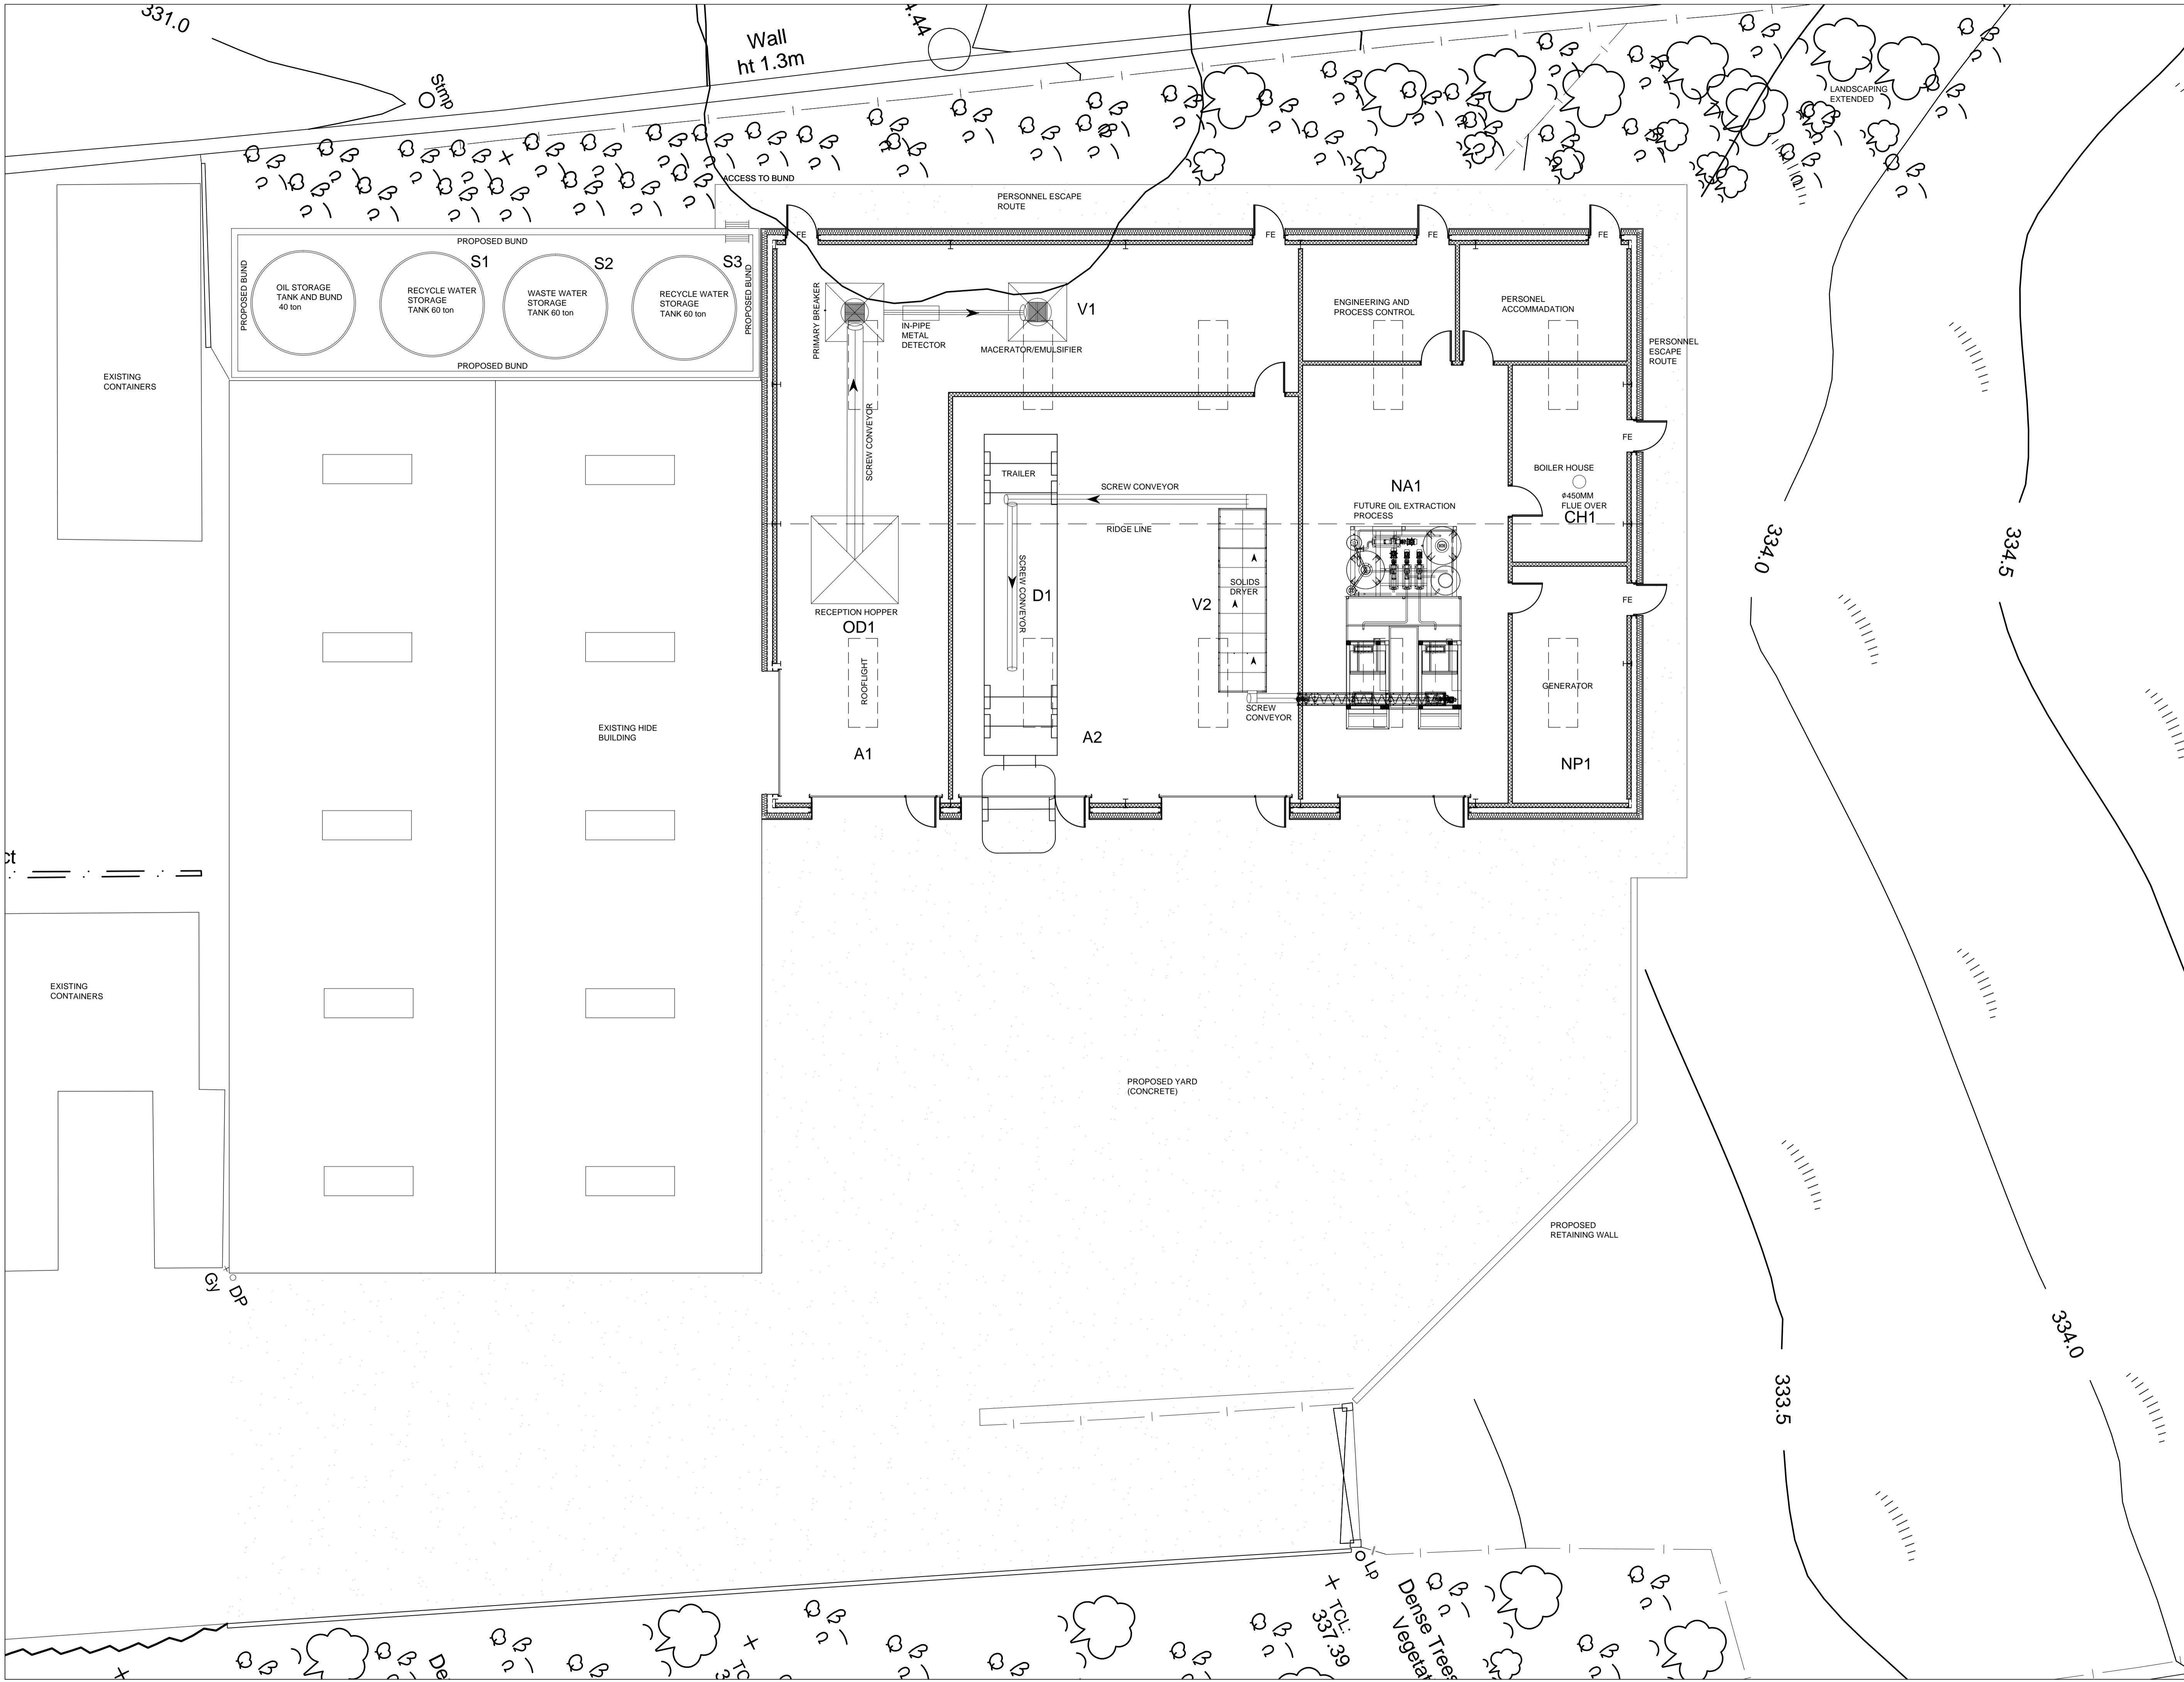 331.0
Stmp
Wall
ht 1.3m
4.44
LANDSCAPING
EXTENDED
ACCESS TO BUND
PERSONNEL ESCAPE
ROUTE
FE
FE
FE
FE
PROPOSED BUND
S1
S2
S3
PROPOSED BUND
OIL STORAGE
TANK AND BUND
40 ton
RECYCLE WATER
STORAGE
TANK 60 ton
WASTE WATER
STORAGE
TANK 60 ton
RECYCLE WATER
STORAGE
TANK 60 ton
PROPOSED BUND
PROPOSED BUND
PRIMARY BREAKER
IN-PIPE
METAL
DETECTOR
V1
MACERATOR/EMULSIFIER
ENGINEERING AND
PROCESS CONTROL
PERSONEL
ACCOMMADATION
PERSONNEL
ESCAPE
ROUTE
EXISTING
CONTAINERS
SCREW CONVEYOR
TRAILER
SCREW CONVEYOR
RIDGE LINE
SCREW CONVEYOR
NA1
FUTURE OIL EXTRACTION
PROCESS
FE
BOILER HOUSE
φ450MM
FLUE OVER
CH1
334.0
334.5
RECEPTION HOPPER
OD1
D1
V2
SOLIDS
DRYER
FE
ROOFLIGHT
GENERATOR
SCREW
CONVEYOR
EXISTING HIDE
BUILDING
A1
A2
NP1
ct
EXISTING
CONTAINERS
PROPOSED YARD
(CONCRETE)
PROPOSED
RETAINING WALL
Gy
DP
334.0
333.5
Lp
TCL:
337.39
Dense Trees
Vegetat
De
TC